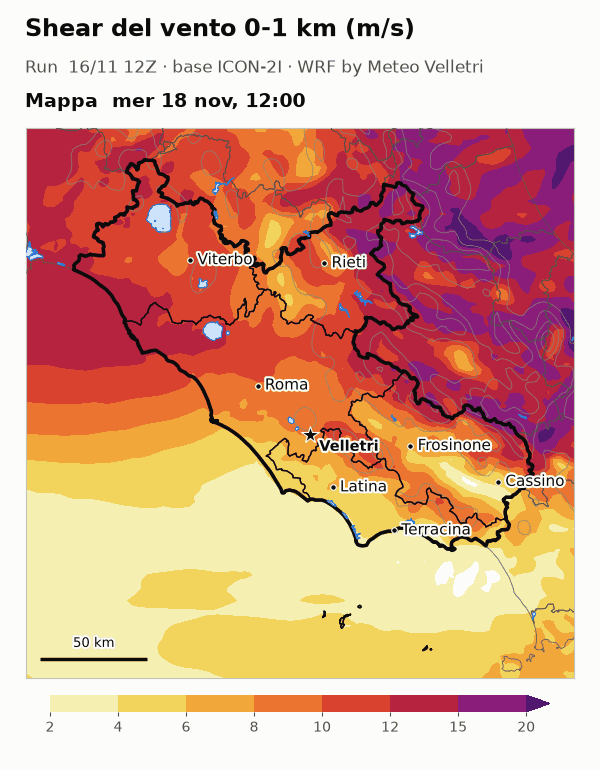 Shear del vento 0-1 km (m/s)
Run  16/11 12Z · base ICON-2I · WRF by Meteo Velletri
Mappa  mer 18 nov, 12:00
Viterbo
Rieti
Roma
Velletri
Frosinone
Cassino
Latina
Terracina
50 km
2 4 6 8 10 12 15 20